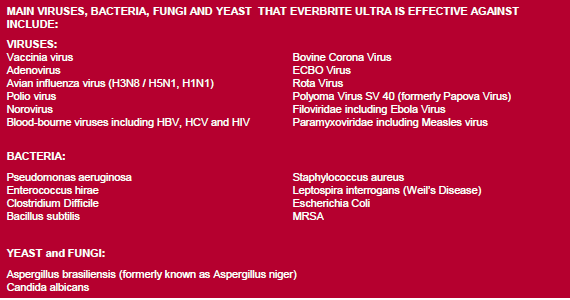 MAIN VIRUSES, BACTERIA, FUNGI AND YEAST THAT EVERBRITE ULTRA IS EFFECTIVE AGAINST
INCLUDE:
VIRUSES:
Vaccinia virus
Adenovirus
Avian influenza virus (H3N8 / H5N1, H1N1)
Polio virus
Norovirus
Blood-bourne viruses including HBV, HCV and HIV
Bovine Corona Virus
ECBO Virus
Rota Virus
Polyoma Virus SV 40 (formerly Papova Virus)
Filoviridae including Ebola Virus
Paramyxoviridae including Measles virus
BACTERIA:
Pseudomonas aeruginosa
Enterococcus hirae
Clostridium Difficile
Bacillus subtilis
Staphylococcus aureus
Leptospira interrogans (Weil's Disease)
Escherichia Coli
MRSA
YEAST and FUNGI:
Aspergillus brasiliensis (formerly known as Aspergillus niger)
Candida albicans